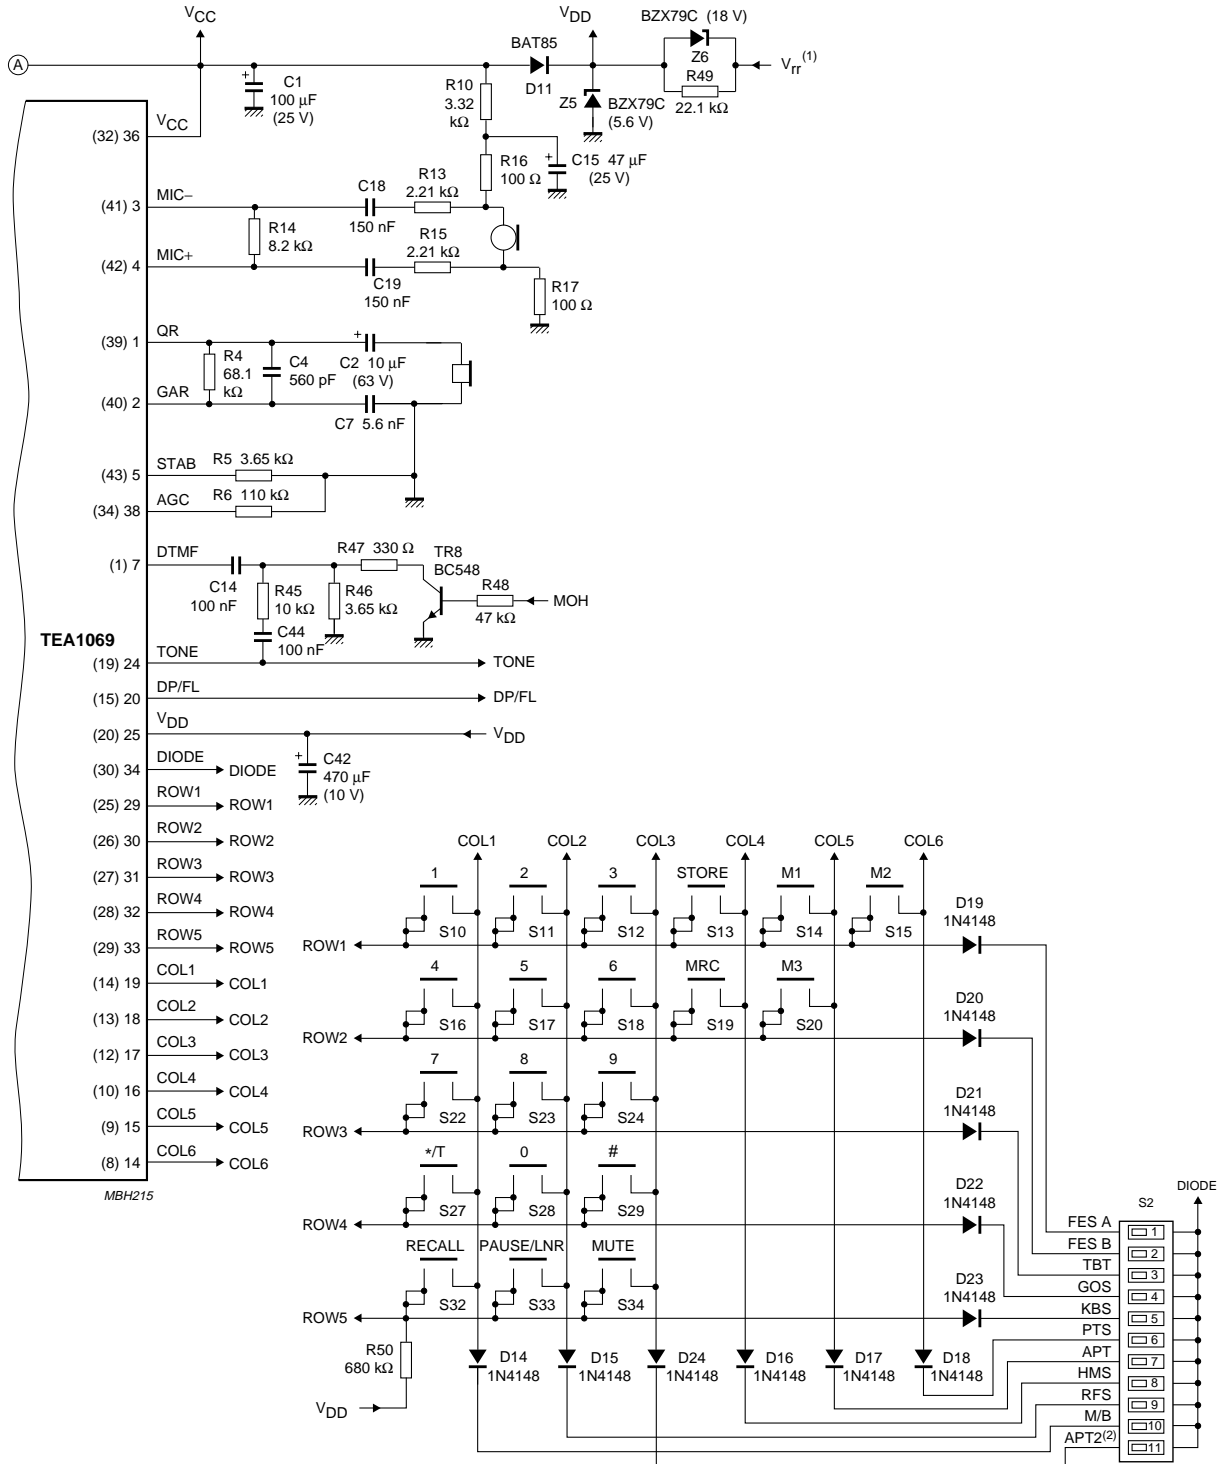 VCC
VDD
BZX79C (18 V)
A
BAT85
Z6
Vrr(1)
+
C1
100 µF
(25 V)
R10
3.32
kΩ
D11
Z5
BZX79C
(5.6 V)
R49
22.1 kΩ
(32) 36
VCC
R16
100 Ω
+
C15 47 µF
(25 V)
(41) 3
MIC−
C18
150 nF
R13
2.21 kΩ
R14
8.2 kΩ
R15
2.21 kΩ
(42) 4
MIC+
C19
150 nF
R17
100 Ω
(39) 1
QR
+
R4
68.1
kΩ
C4
560 pF
C2 10 µF
(63 V)
(40) 2
GAR
C7 5.6 nF
(43) 5
STAB
R5 3.65 kΩ
(34) 38
AGC
R6 110 kΩ
(1) 7
DTMF
R47 330 Ω
TR8
BC548
C14
100 nF
R45
10 kΩ
R46
3.65 kΩ
R48
47 kΩ
MOH
C44
100 nF
TEA1069
(19) 24
TONE
TONE
(15) 20
DP/FL
DP/FL
(20) 25
VDD
VDD
+
C42
470 µF
(10 V)
(30) 34
DIODE
DIODE
(25) 29
ROW1
ROW1
(26) 30
ROW2
ROW2
(27) 31
ROW3
ROW3
(28) 32
ROW4
ROW4
(29) 33
ROW5
ROW5
(14) 19
COL1
COL1
(13) 18
COL2
COL2
(12) 17
COL3
COL3
(10) 16
COL4
COL4
(9) 15
COL5
COL5
(8) 14
COL6
COL6
MBH215
COL1 COL2 COL3 COL4 COL5 COL6
1 2 3 STORE M1 M2
S10 S11 S12 S13 S14 S15
ROW1
D19
1N4148
4 5 6 MRC M3
S16 S17 S18 S19 S20
ROW2
D20
1N4148
7 8 9
S22 S23 S24
ROW3
D21
1N4148
*/T 0 #
S27 S28 S29
ROW4
D22
1N4148
RECALL PAUSE/LNR MUTE
S32 S33 S34
ROW5
D23
1N4148
R50
680 kΩ
VDD
D14
1N4148
D15
1N4148
D24
1N4148
D16
1N4148
D17
1N4148
D18
1N4148
S2
DIODE
FES A 1
FES B 2
TBT 3
GOS 4
KBS 5
PTS 6
APT 7
HMS 8
RFS 9
M/B 10
APT2(2) 11